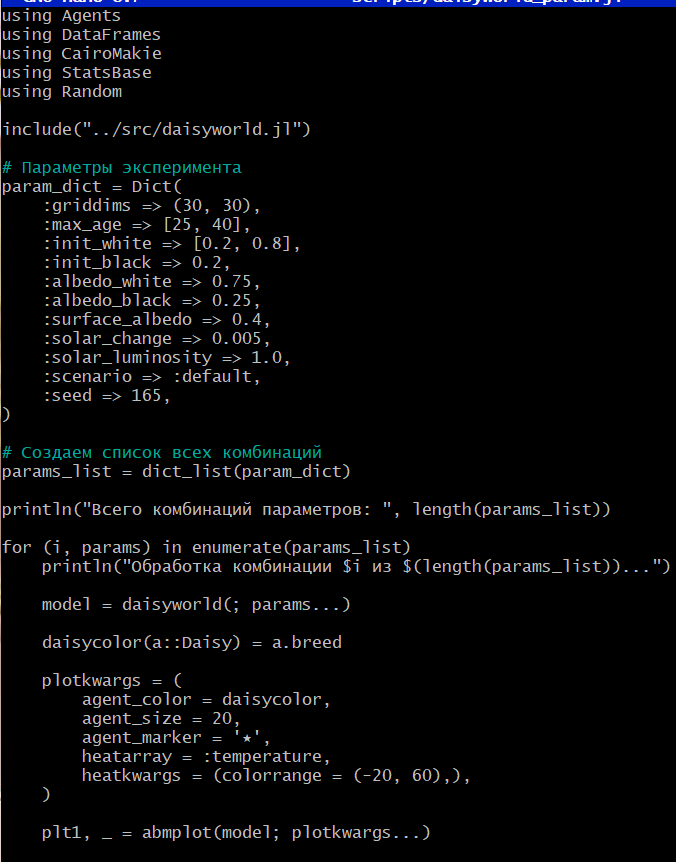 using Agents
using DataFrames
using CairoMakie
using StatsBase
using Random
include("../src/daisyworld.jl")
# Параметры эксперимента
param_dict = Dict(
    :griddims => (30, 30),
    :max_age => [25, 40],
    :init_white => [0.2, 0.8],
    :init_black => 0.2,
    :albedo_white => 0.75,
    :albedo_black => 0.25,
    :surface_albedo => 0.4,
    :solar_change => 0.005,
    :solar_luminosity => 1.0,
    :scenario => :default,
    :seed => 165,
)
# Создаем список всех комбинаций
params_list = dict_list(param_dict)
println("Всего комбинаций параметров: ", length(params_list))
for (i, params) in enumerate(params_list)
    println("Обработка комбинации $i из $(length(params_list))...")
    model = daisyworld(; params...)
    daisycolor(a::Daisy) = a.breed
    plotkwargs = (
        agent_color = daisycolor,
        agent_size = 20,
        agent_marker = '★',
        heatarray = :temperature,
        heatkwargs = (colorrange = (-20, 60),),
    )
    plt1, _ = abmplot(model; plotkwargs...)